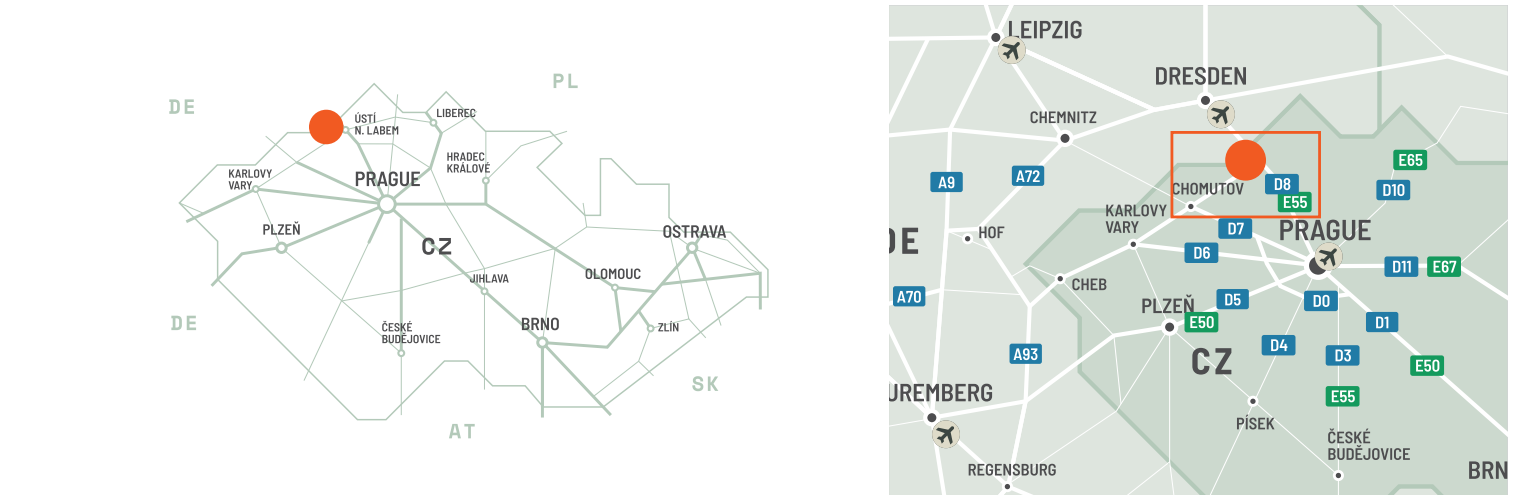 PL
DE
ÚSTÍ
N. LABEM
LIBEREC
HRADEC
KRÁLOVÉ
KARLOVY
VARY
PRAGUE
PLZEŇ
CZ
OSTRAVA
JIHLAVA
OLOMOUC
DE
ČESKÉ
BUDĚJOVICE
BRNO
ZLÍN
SK
AT
LEIPZIG
DRESDEN
CHEMNITZ
E65
A9
A72
D8
D10
CHOMUTOV
E55
KARLOVY
VARY
DE
HOF
D7
PRAGUE
D6
D11
E67
CHEB
A70
PLZEŇ
D5
D0
E50
D1
A93
D4
D3
CZ
E50
UREMBERG
E55
PÍSEK
ČESKÉ
BUDĚJOVICE
REGENSBURG
BRN